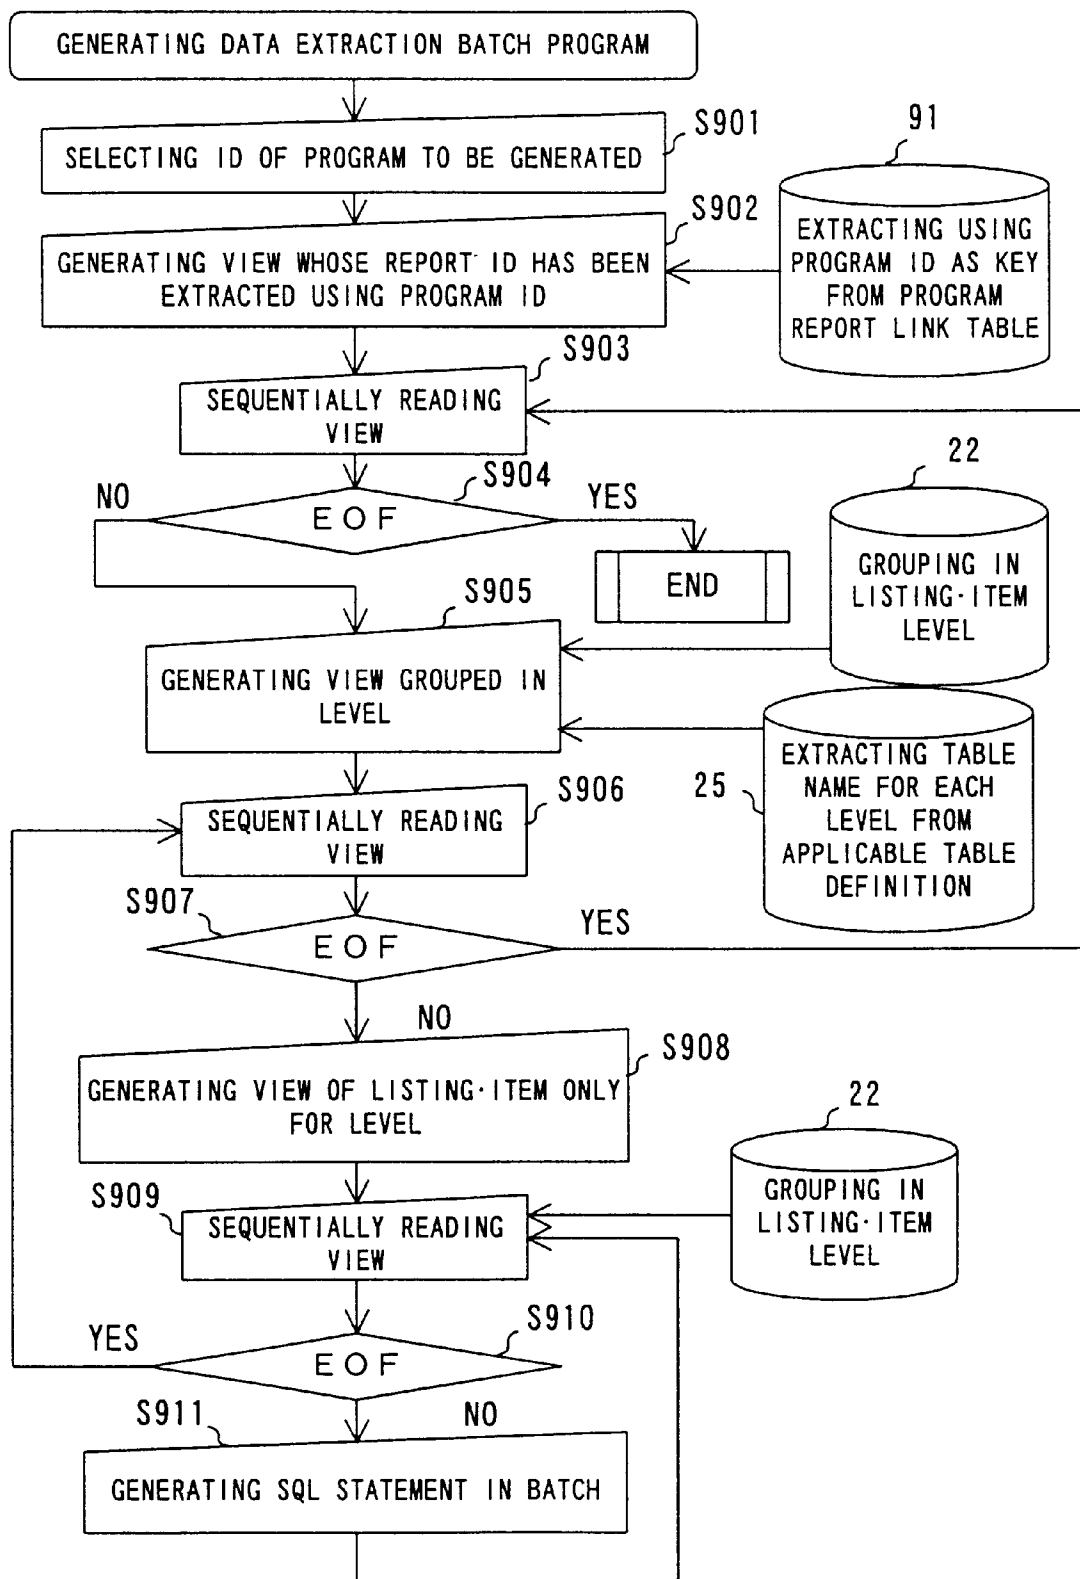 GENERATING DATA EXTRACTION BATCH PROGRAM
S901
SELECTING ID OF PROGRAM TO BE GENERATED
91
S902
GENERATING VIEW WHOSE REPORT ID HAS BEEN
EXTRACTED USING PROGRAM ID
EXTRACTING USING
PROGRAM ID AS KEY
FROM PROGRAM
REPORT LINK TABLE
S903
SEQUENTIALLY READING
VIEW
S904
NO
EOF
YES
END
22
GROUPING IN
LISTING·ITEM
LEVEL
S905
GENERATING VIEW GROUPED IN
LEVEL
25
EXTRACTING TABLE
NAME FOR EACH
LEVEL FROM
APPLICABLE TABLE
DEFINITION
S906
SEQUENTIALLY READING
VIEW
S907
EOF
YES
NO
S908
GENERATING VIEW OF LISTING·ITEM ONLY
FOR LEVEL
22
GROUPING IN
LISTING·ITEM
LEVEL
S909
SEQUENTIALLY READING
VIEW
S910
YES
EOF
NO
S911
GENERATING SQL STATEMENT IN BATCH